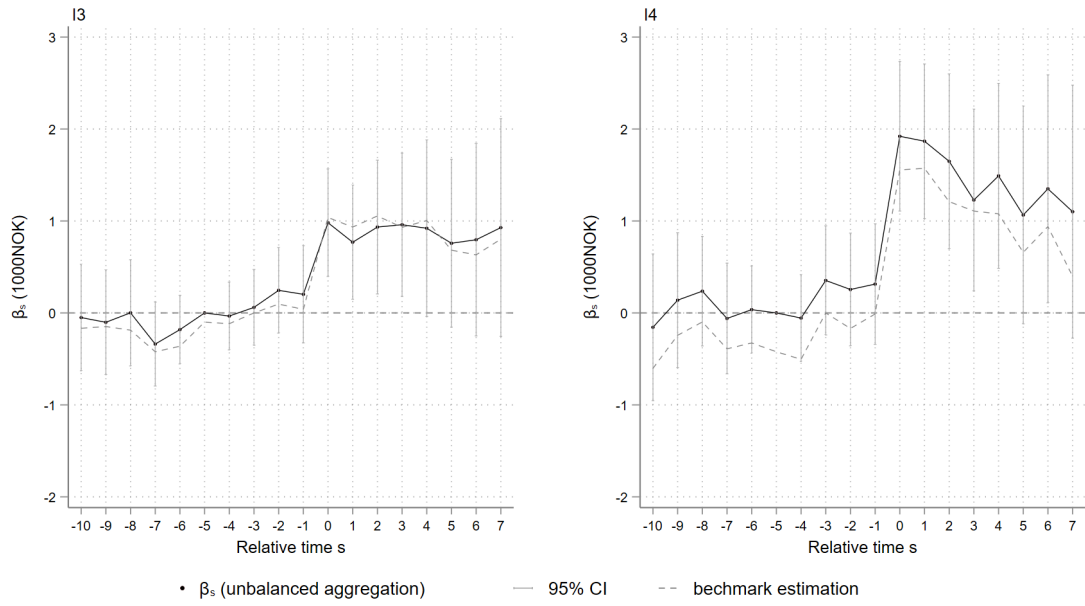 I3
3
2
1
0
-1
-2
βₛ (1000NOK)
-10 -9 -8 -7 -6 -5 -4 -3 -2 -1 0 1 2 3 4 5 6 7
Relative time s
I4
3
2
1
0
-1
-2
βₛ (1000NOK)
-10 -9 -8 -7 -6 -5 -4 -3 -2 -1 0 1 2 3 4 5 6 7
Relative time s
βₛ (unbalanced aggregation) 95% CI bechmark estimation